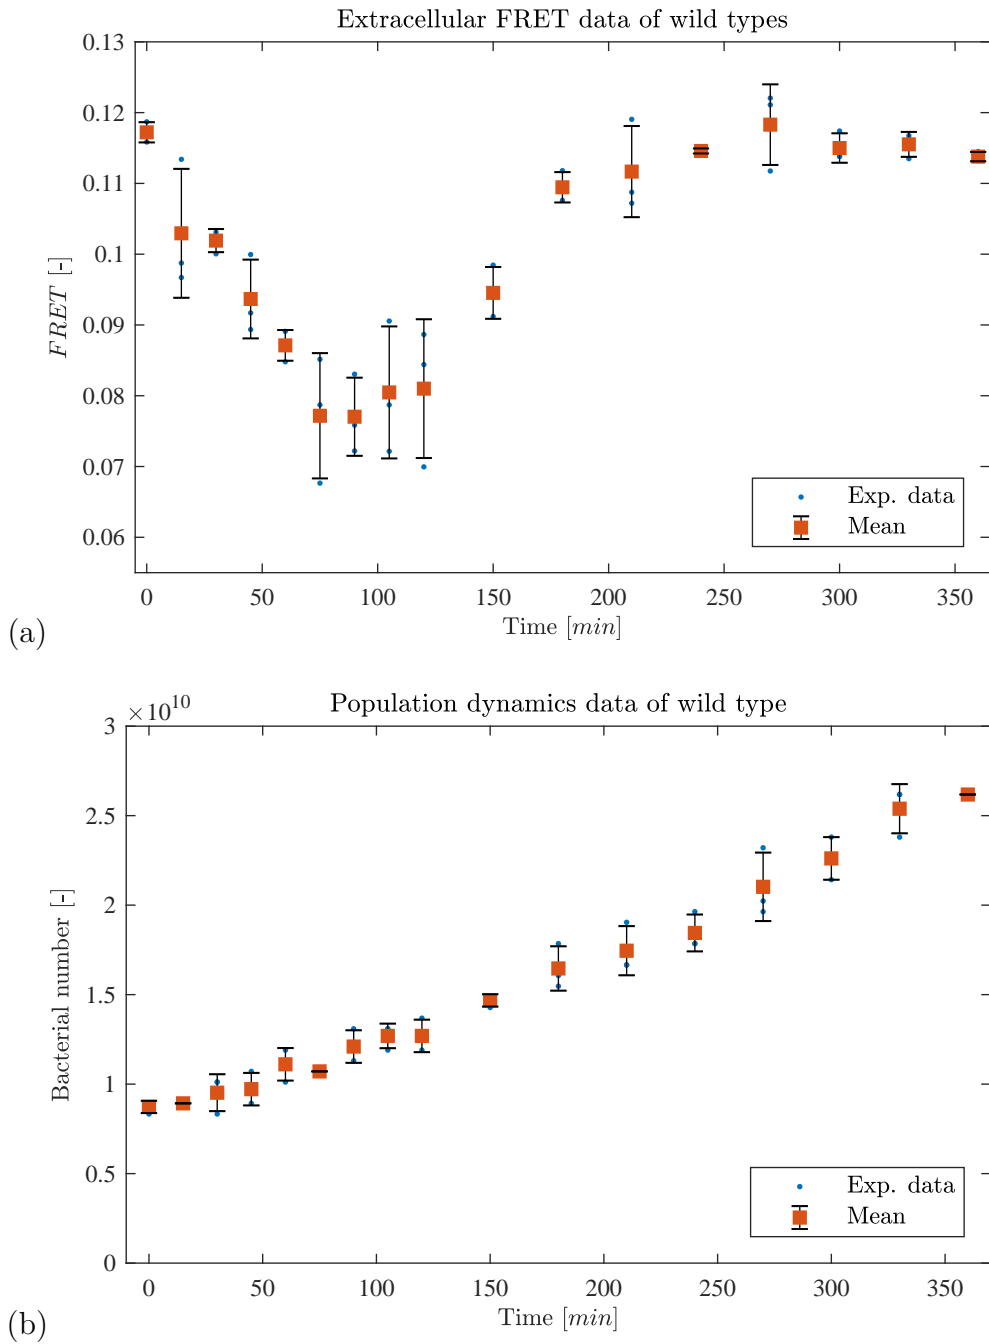 Extracellular FRET data of wild types
0.13
0.12
0.11
0.1
0.09
0.08
0.07
0.06
FRET [-]
Exp. data
Mean
0 50 100 150 200 250 300 350
Time [min]
(a)
Population dynamics data of wild type
×10^10
3
2.5
2
1.5
1
0.5
0
Bacterial number [-]
Exp. data
Mean
0 50 100 150 200 250 300 350
Time [min]
(b)